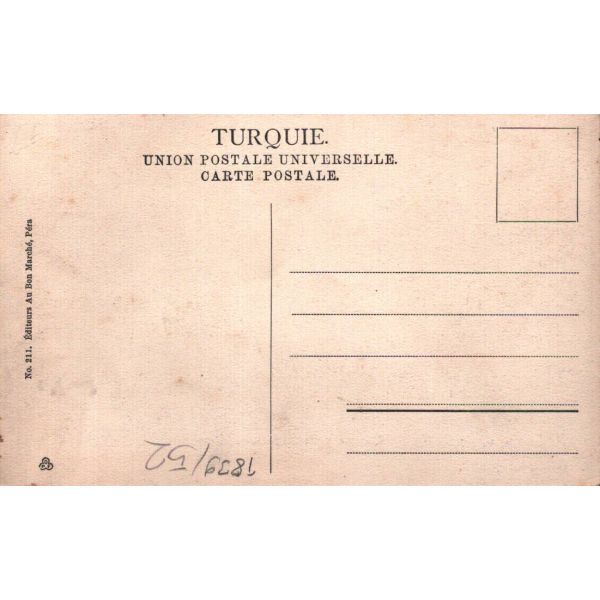 TURQUIE.
UNION POSTALE UNIVERSELLE.
CARTE POSTALE.
No. 211. Éditeurs Au Bon Marché, Péra
1839/52